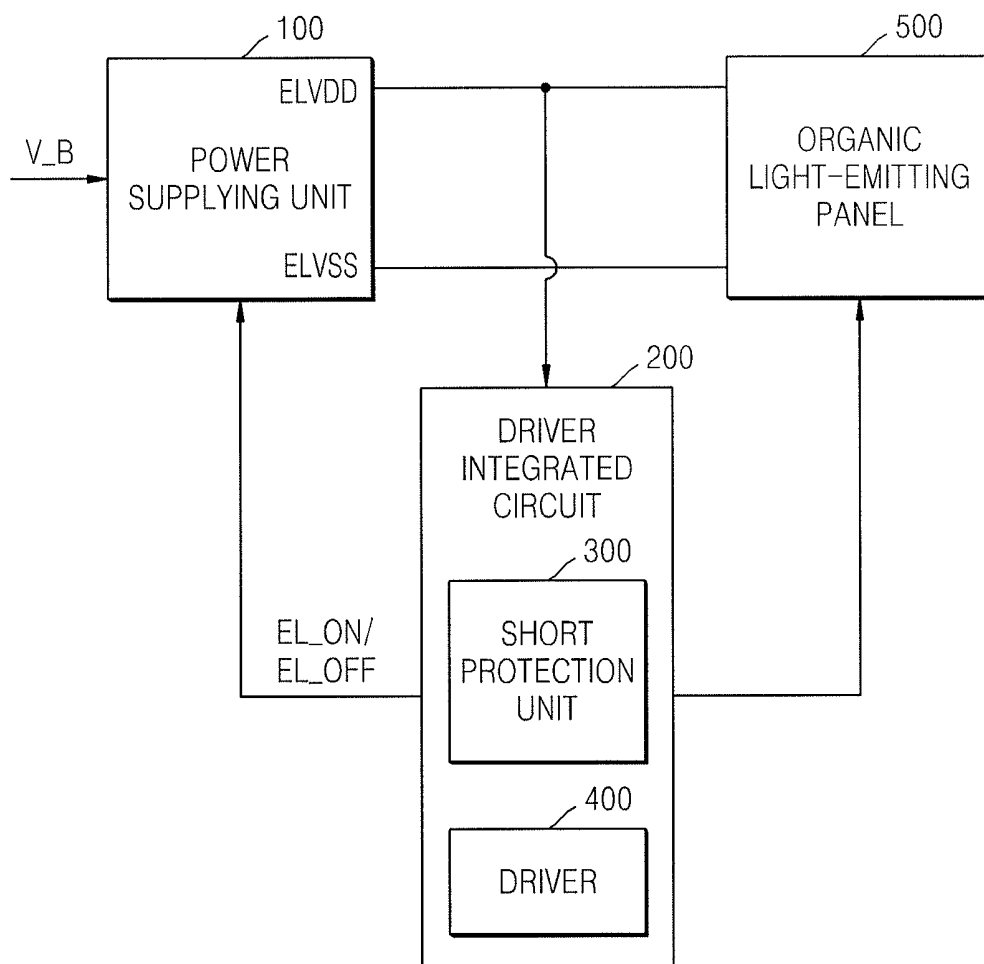 100
500
ELVDD
V_B
POWER
SUPPLYING UNIT
ORGANIC
LIGHT-EMITTING
PANEL
ELVSS
200
DRIVER
INTEGRATED
CIRCUIT
300
EL_ON/
EL_OFF
SHORT
PROTECTION
UNIT
400
DRIVER